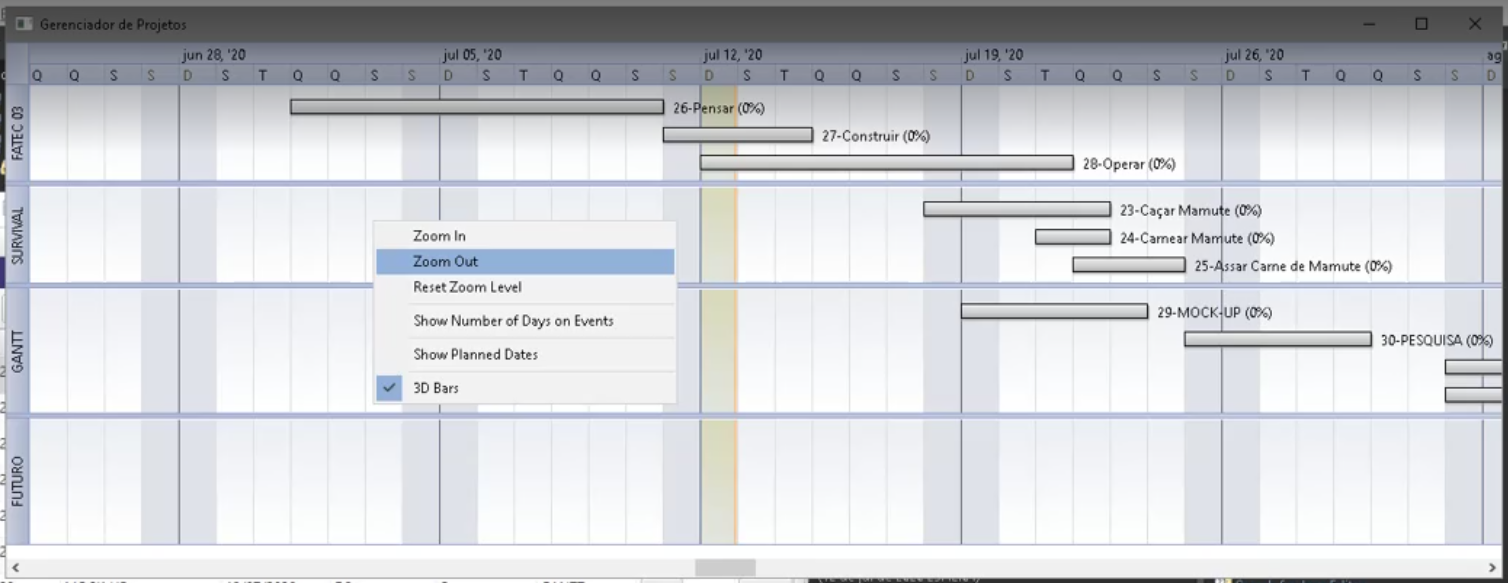 Gerenciador de Projetos
jun 28, '20 jul 05, '20 jul 12, '20 jul 19, '20 jul 26, '20 ag
Q Q S S D S T Q Q S S D S T Q Q S S D S T Q Q S S D S T Q Q S S D S T Q Q S S D
FATEC 03
26-Pensar (0%)
27-Construir (0%)
28-Operar (0%)
SURVIVAL
23-Caçar Mamute (0%)
24-Carnear Mamute (0%)
25-Assar Carne de Mamute (0%)
Zoom In
Zoom Out
Reset Zoom Level
Show Number of Days on Events
Show Planned Dates
3D Bars
GANTT
29-MOCK-UP (0%)
30-PESQUISA (0%)
FUTURO